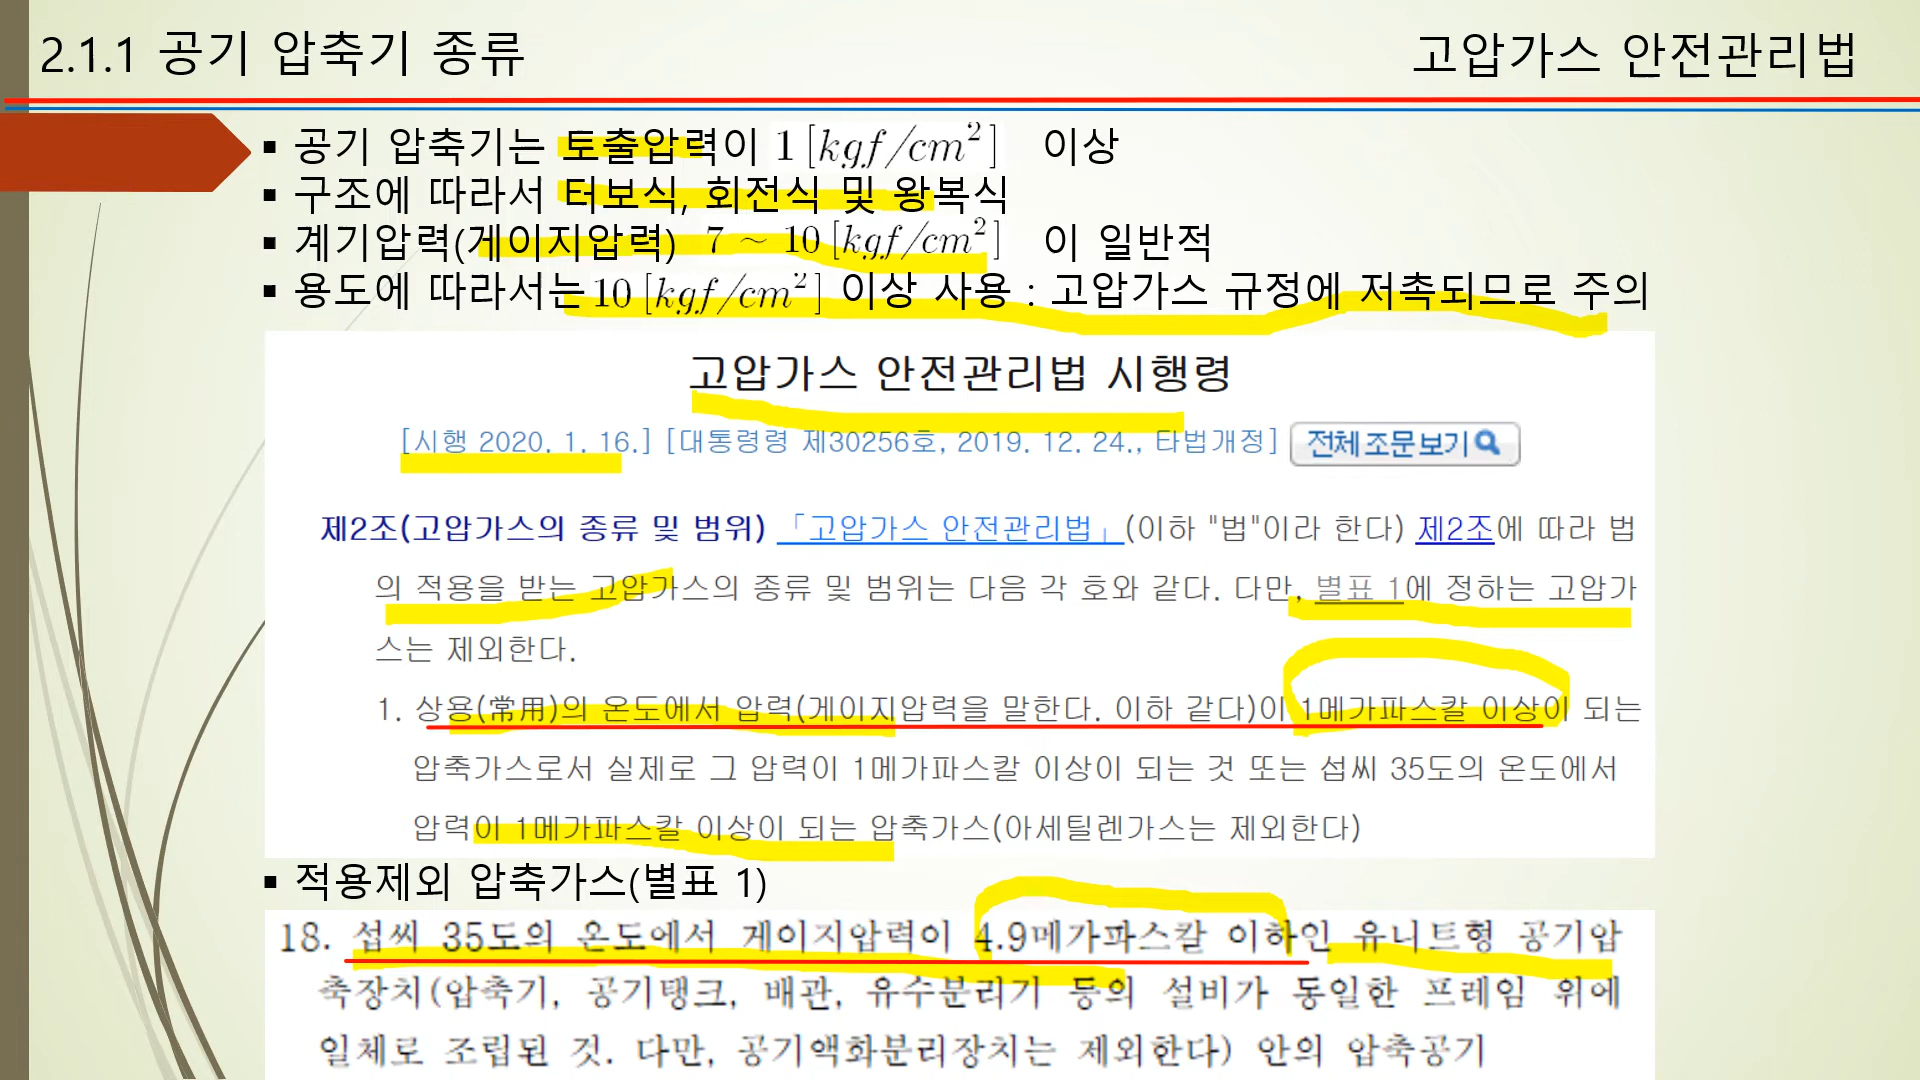 2.1.1 공기 압축기 종류
고압가스 안전관리법
▪ 공기 압축기는 토출압력이 1 [kgf/cm²] 이상
▪ 구조에 따라서 터보식, 회전식 및 왕복식
▪ 계기압력(게이지압력) 7 ~ 10 [kgf/cm²] 이 일반적
▪ 용도에 따라서는 10 [kgf/cm²] 이상 사용 : 고압가스 규정에 저촉되므로 주의
고압가스 안전관리법 시행령
[시행 2020. 1. 16.] [대통령령 제30256호, 2019. 12. 24., 타법개정] 전체조문보기
제2조(고압가스의 종류 및 범위) 「고압가스 안전관리법」(이하 "법"이라 한다) 제2조에 따라 법
의 적용을 받는 고압가스의 종류 및 범위는 다음 각 호와 같다. 다만, 별표 1에 정하는 고압가
스는 제외한다.
1. 상용(常用)의 온도에서 압력(게이지압력을 말한다. 이하 같다)이 1메가파스칼 이상이 되는
압축가스로서 실제로 그 압력이 1메가파스칼 이상이 되는 것 또는 섭씨 35도의 온도에서
압력이 1메가파스칼 이상이 되는 압축가스(아세틸렌가스는 제외한다)
▪ 적용제외 압축가스(별표 1)
18. 섭씨 35도의 온도에서 게이지압력이 4.9메가파스칼 이하인 유니트형 공기압
축장치(압축기, 공기탱크, 배관, 유수분리기 등의 설비가 동일한 프레임 위에
일체로 조립된 것. 다만, 공기액화분리장치는 제외한다) 안의 압축공기